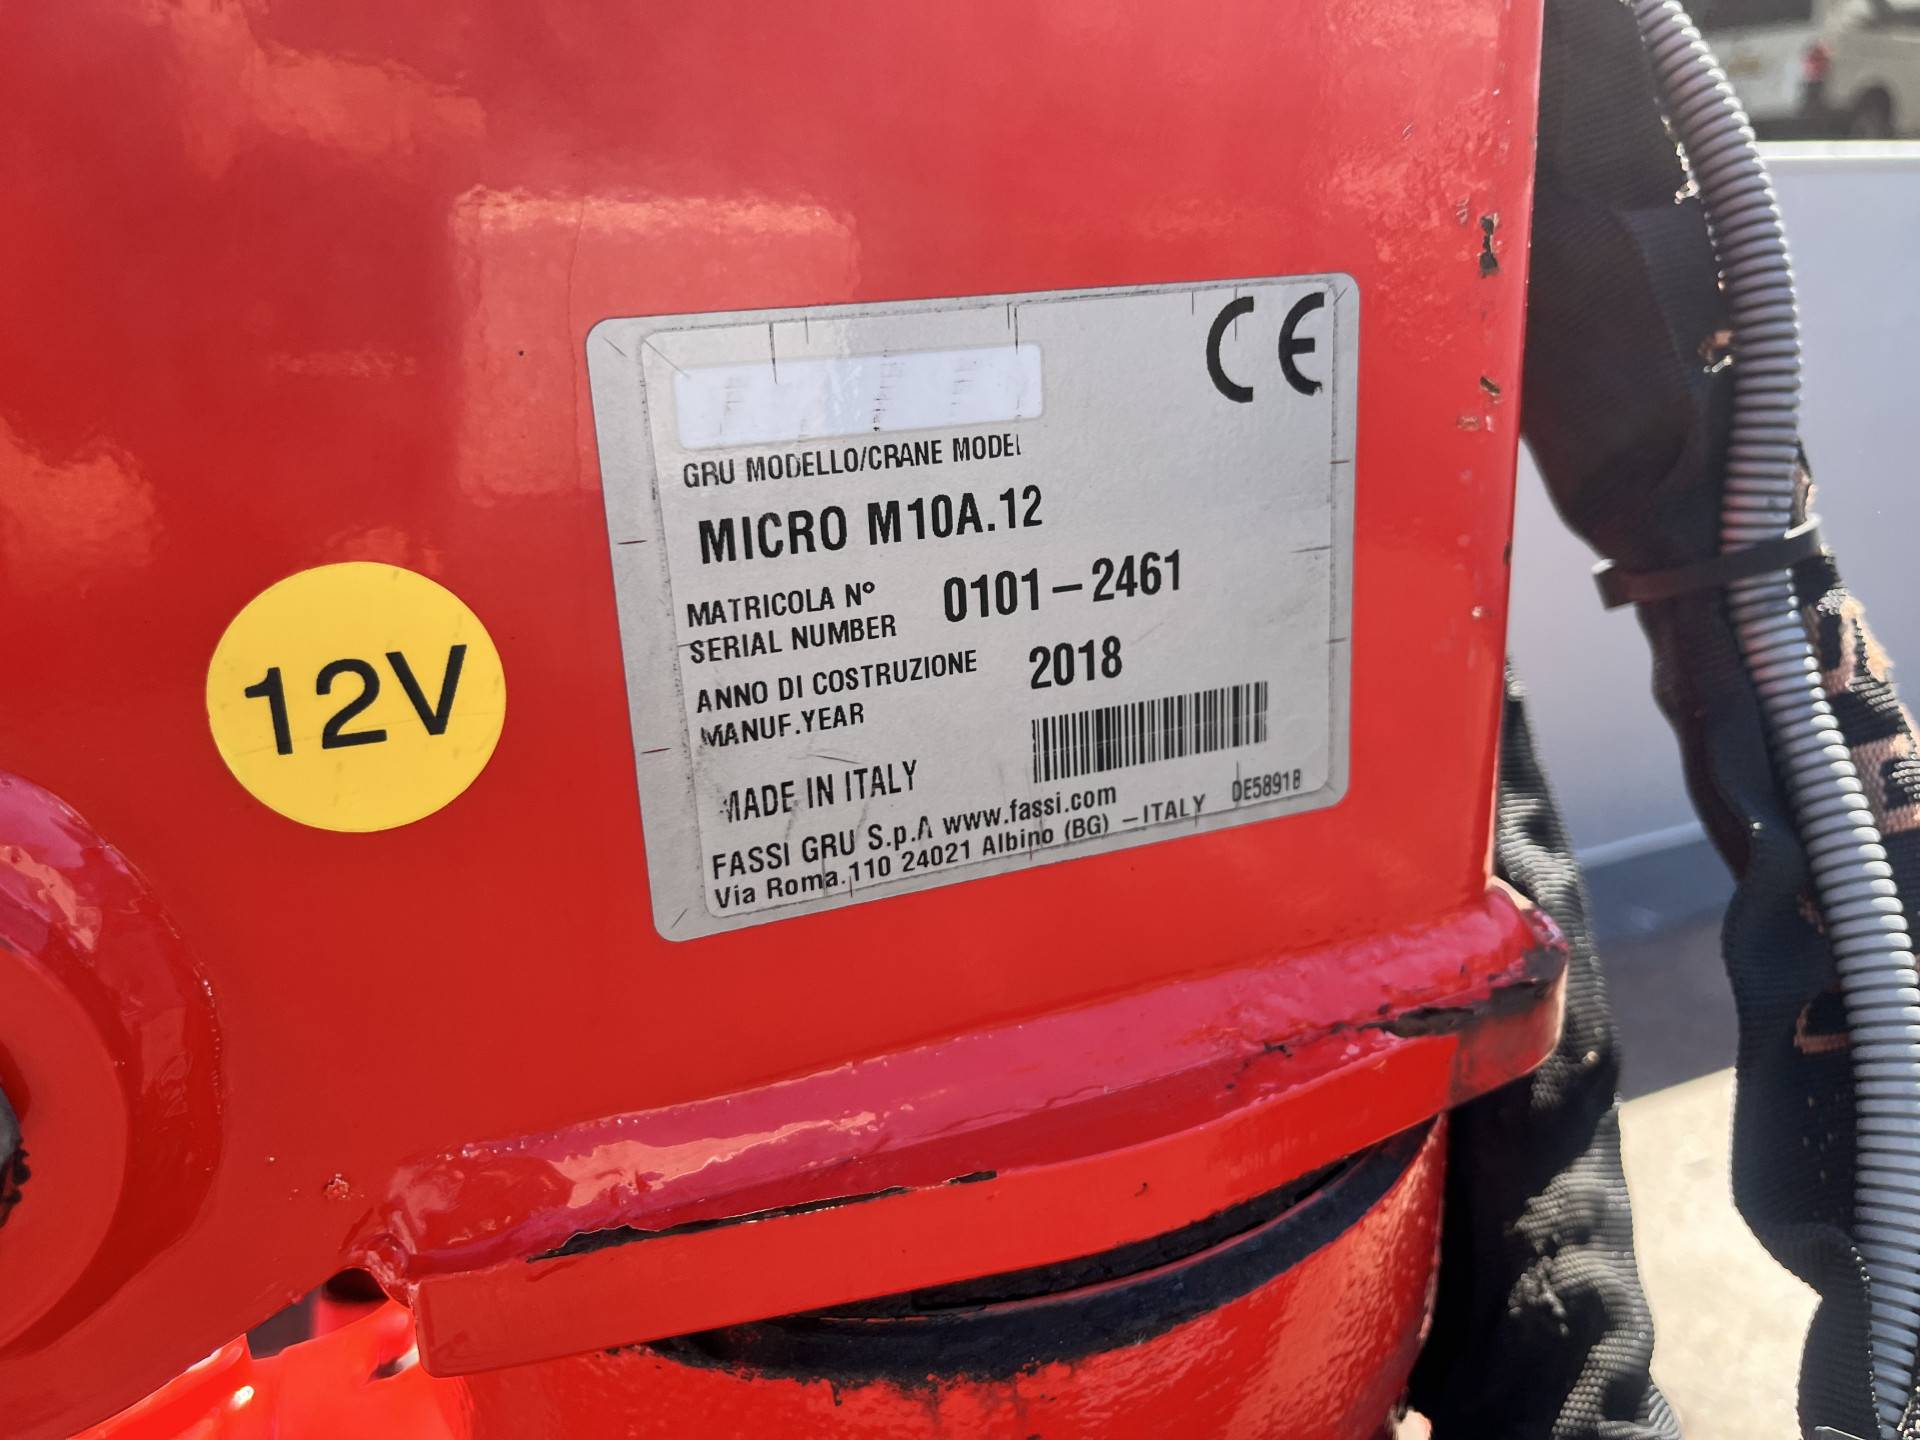 CE
GRU MODELLO/CRANE MODEL
MICRO M10A.12
MATRICOLA Nº
SERIAL NUMBER 0101-2461
ANNO DI COSTRUZIONE
MANUF.YEAR 2018
MADE IN ITALY
DE58918
FASSI GRU S.p.A www.fassi.com
Via Roma.110 24021 Albino (BG) -ITALY
12V